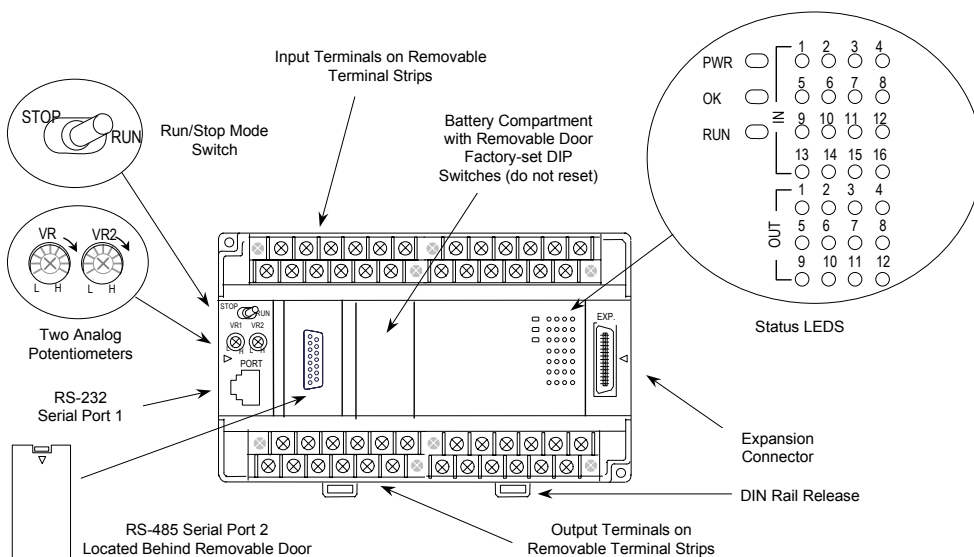 Input Terminals on Removable
Terminal Strips
STOP
RUN
Run/Stop Mode
Switch
Battery Compartment
with Removable Door
Factory-set DIP
Switches (do not reset)
PWR
OK
RUN
IN
1 2 3 4
5 6 7 8
9 10 11 12
13 14 15 16
OUT
1 2 3 4
5 6 7 8
9 10 11 12
Status LEDS
VR VR2
L H L H
Two Analog
Potentiometers
STOP RUN
VR1 VR2
L H L H
PORT
EXP.
RS-232
Serial Port 1
Expansion
Connector
DIN Rail Release
RS-485 Serial Port 2
Located Behind Removable Door
Output Terminals on
Removable Terminal Strips